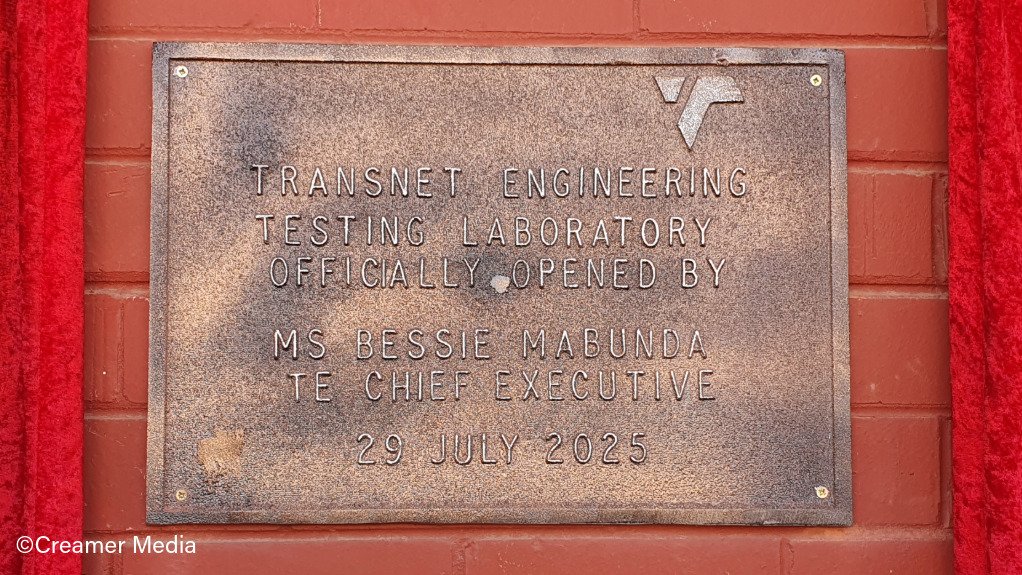 TRANSNET ENGINEERING
TESTING LABORATORY
OFFICIALLY OPENED BY
MS BESSIE MABUNDA
TE CHIEF EXECUTIVE
29 JULY 2025
©Creamer Media